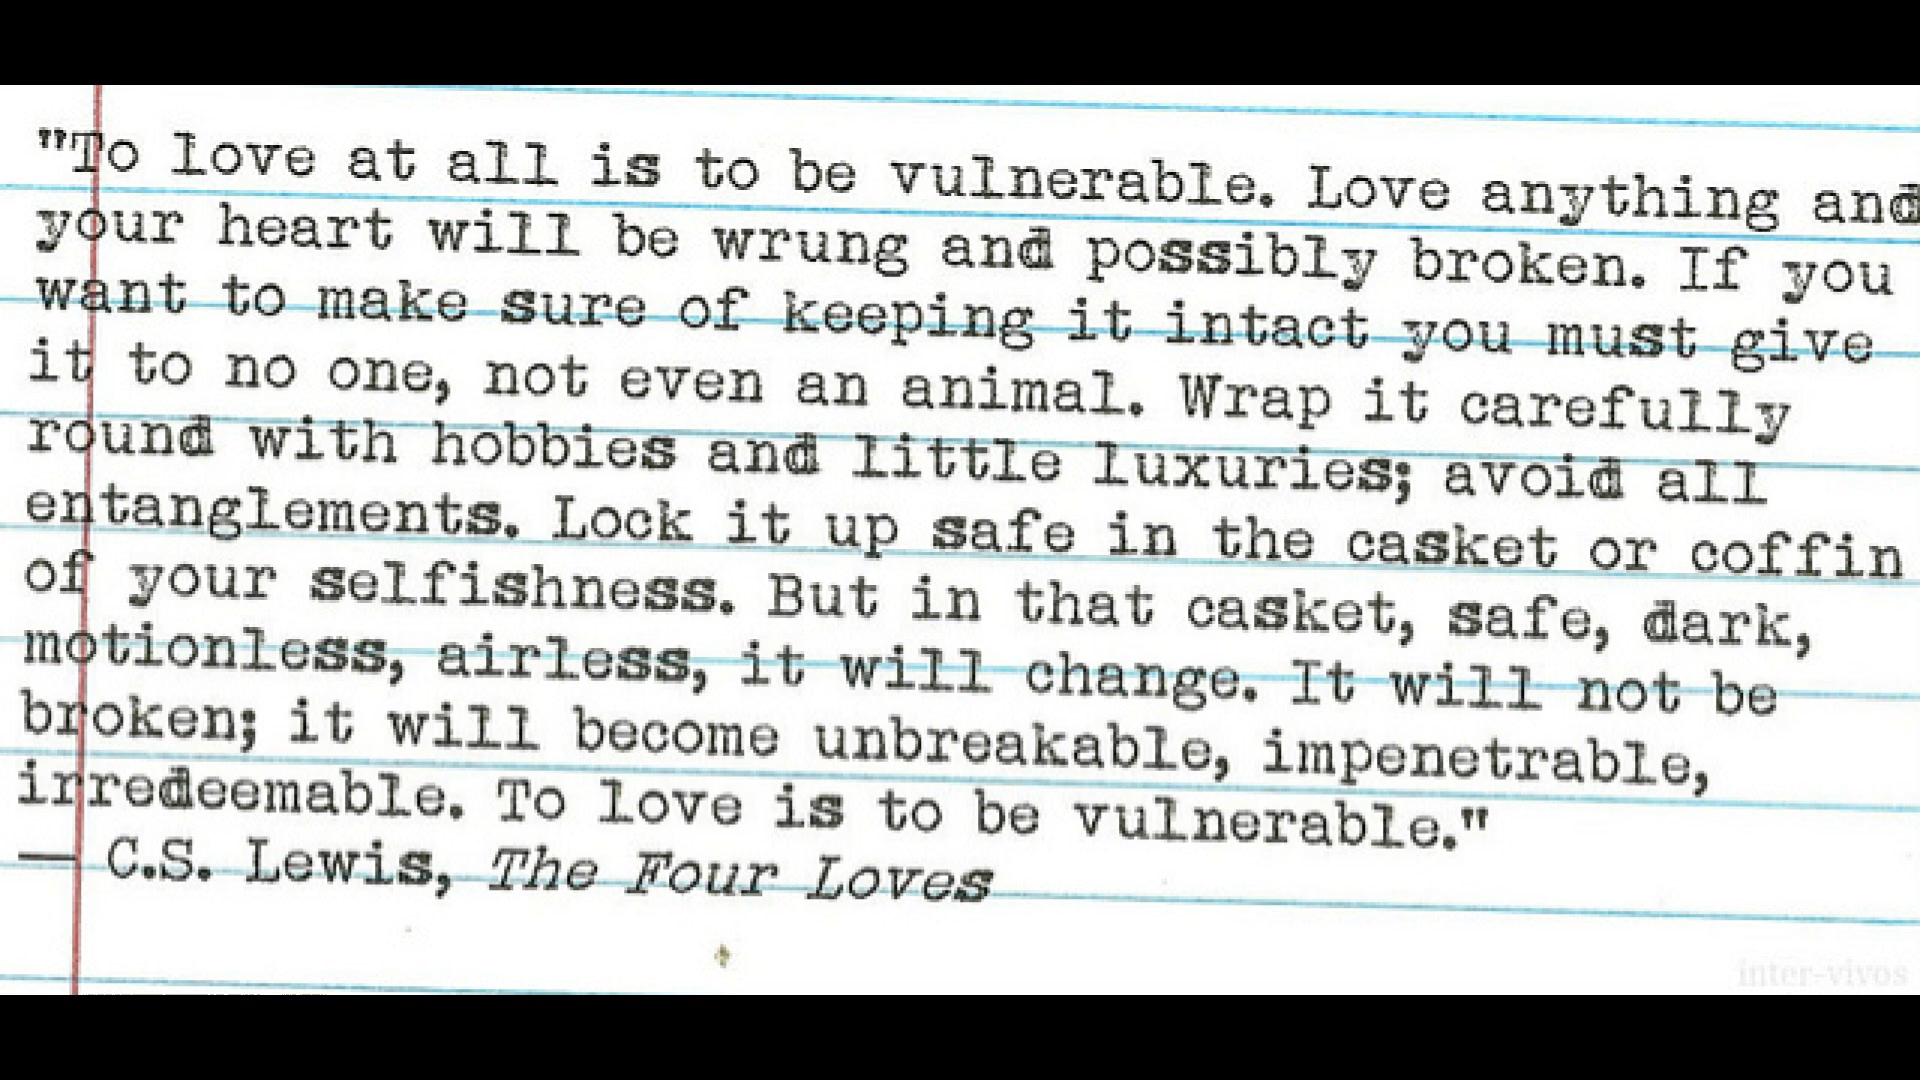 "To love at all is to be vulnerable. Love anything and
your heart will be wrung and possibly broken. If you
want to make sure of keeping it intact you must give
it to no one, not even an animal. Wrap it carefully
round with hobbies and little luxuries; avoid all
entanglements. Lock it up safe in the casket or coffin
of your selfishness. But in that casket, safe, dark,
motionless, airless, it will change. It will not be
broken; it will become unbreakable, impenetrable,
irredeemable. To love is to be vulnerable."
— C.S. Lewis, The Four Loves
inter-vivos